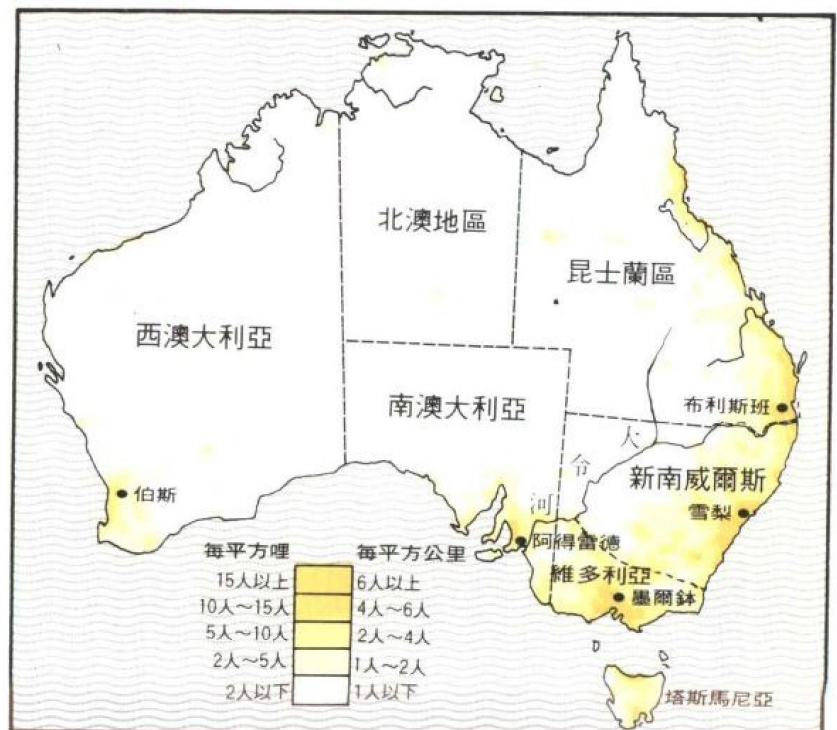 北澳地區
昆士蘭區
西澳大利亞
南澳大利亞
布利斯班
大
令
河
新南威爾斯
伯斯
雪梨
阿得雷德
維多利亞
墨爾鉢
塔斯馬尼亞
每平方哩 每平方公里
15人以上 6人以上
10人～15人 4人～6人
5人～10人 2人～4人
2人～5人 1人～2人
2人以下 1人以下